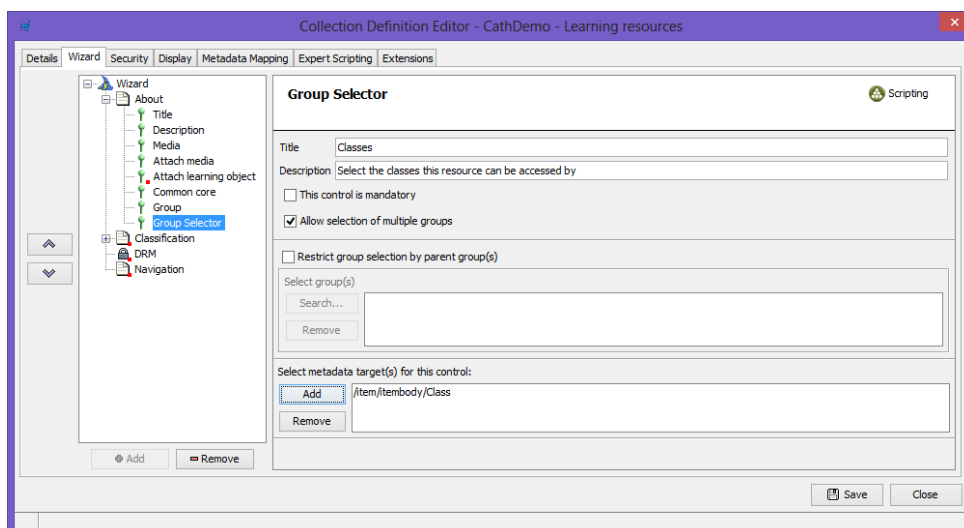 Collection Definition Editor - CathDemo - Learning resources
Details Wizard Security Display Metadata Mapping Expert Scripting Extensions
Wizard
About
Title
Description
Media
Attach media
Attach learning object
Common core
Group
Group Selector
Classification
DRM
Navigation
Add Remove
Group Selector
Scripting
Title Classes
Description Select the classes this resource can be accessed by
This control is mandatory
Allow selection of multiple groups
Restrict group selection by parent group(s)
Select group(s)
Search...
Remove
Select metadata target(s) for this control:
Add /item/itembody/Class
Remove
Save Close